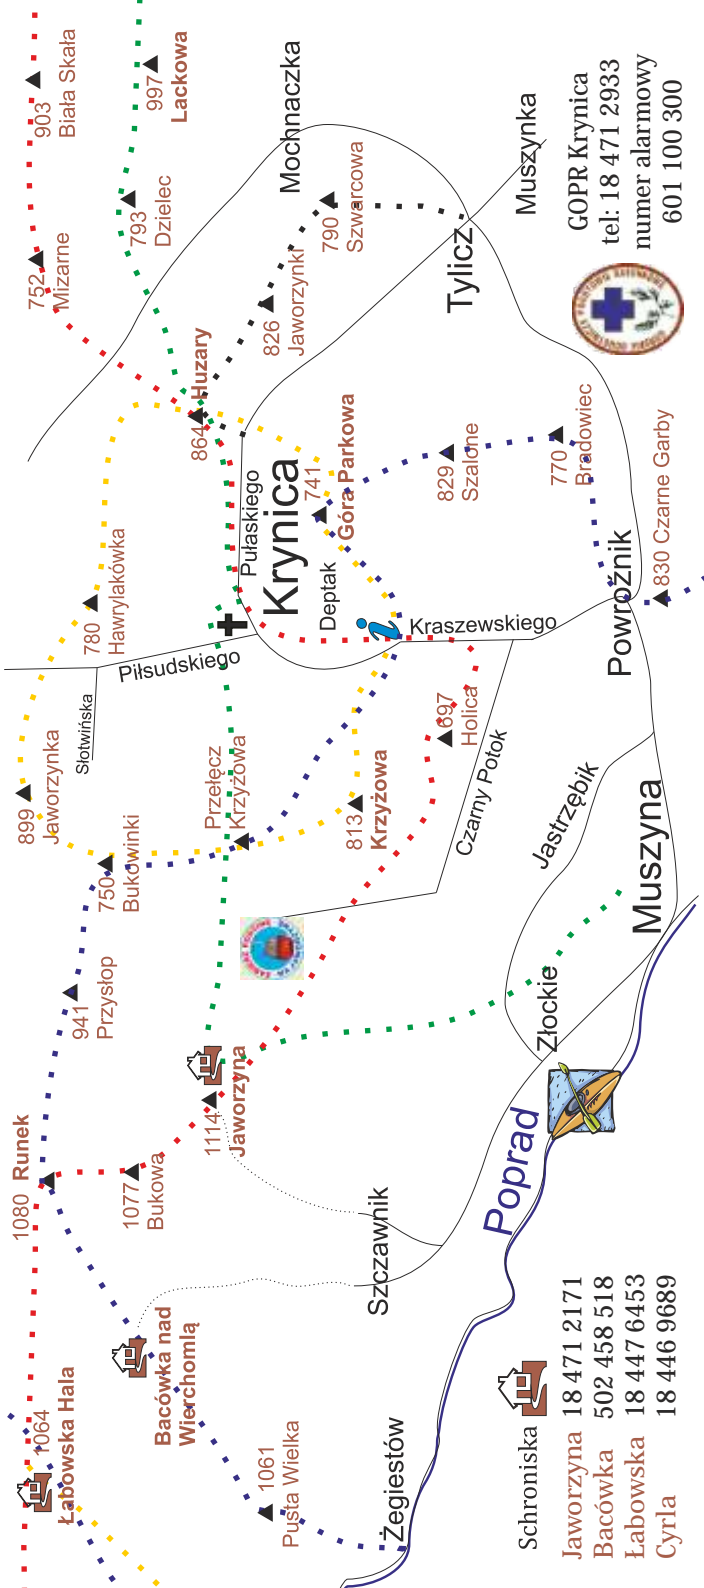 903
Biała Skała
997
Lackowa
752
Mizarne
793
Dzielec
Mochnaczka
790
Szwarcowa
826
Jaworzynki
Muszynka
Tylicz
GOPR Krynica
tel: 18 471 2933
numer alarmowy
601 100 300
864 Huzary
780
Hawrylakówka
Pułaskiego
Krynica
741
Góra Parkowa
Deptak
829
Szalone
770
Bradowiec
830 Czarne Garby
Powroźnik
Kraszewskiego
Piłsudskiego
Słotwińska
899
Jaworzynka
750
Bukowinki
Przełęcz
Krzyżowa
813
Krzyżowa
697
Holica
Czarny Potok
Jastrzębik
Muszyna
941
Przysłop
Złockie
1114
Jaworzyna
1080 Runek
1077
Bukowa
Szczawnik
Poprad
Bacówka nad
Wierchomlą
1064
Łabowska Hala
1061
Pusta Wielka
Żegiestów
Schroniska
Jaworzyna 18 471 2171
Bacówka 502 458 518
Łabowska 18 447 6453
Cyrla 18 446 9689